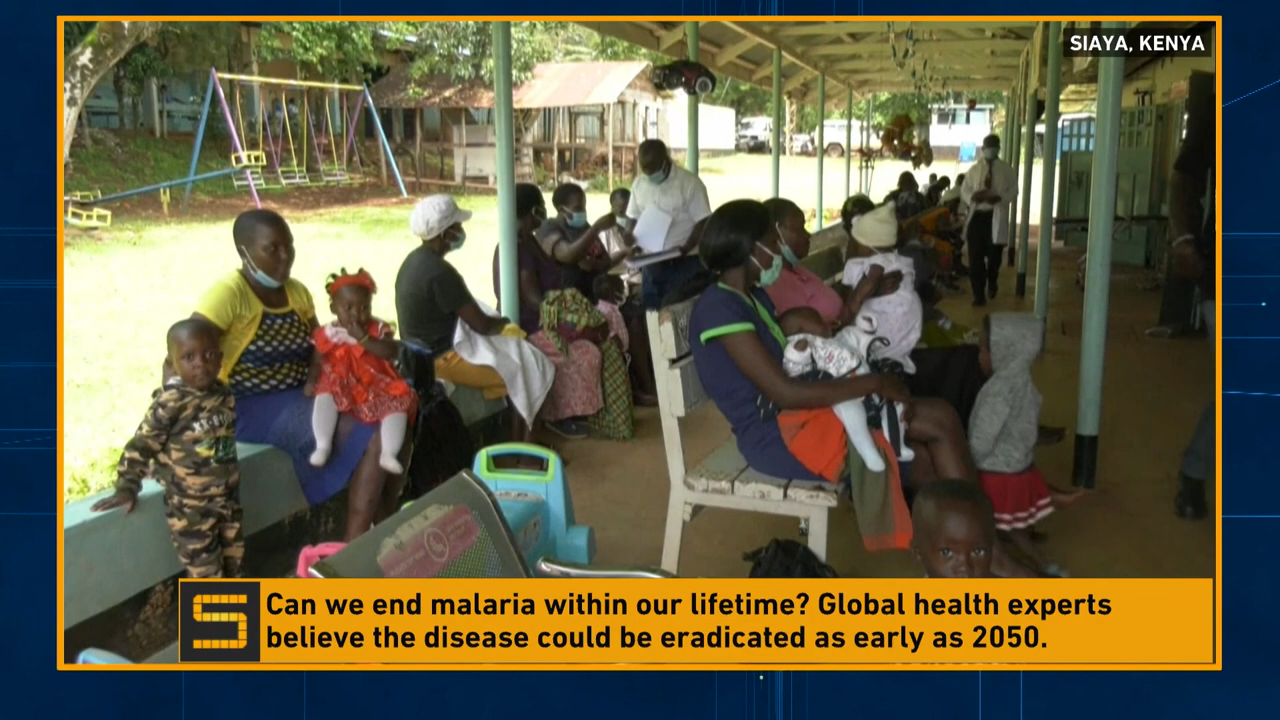 SIAYA, KENYA
S
Can we end malaria within our lifetime? Global health experts
believe the disease could be eradicated as early as 2050.